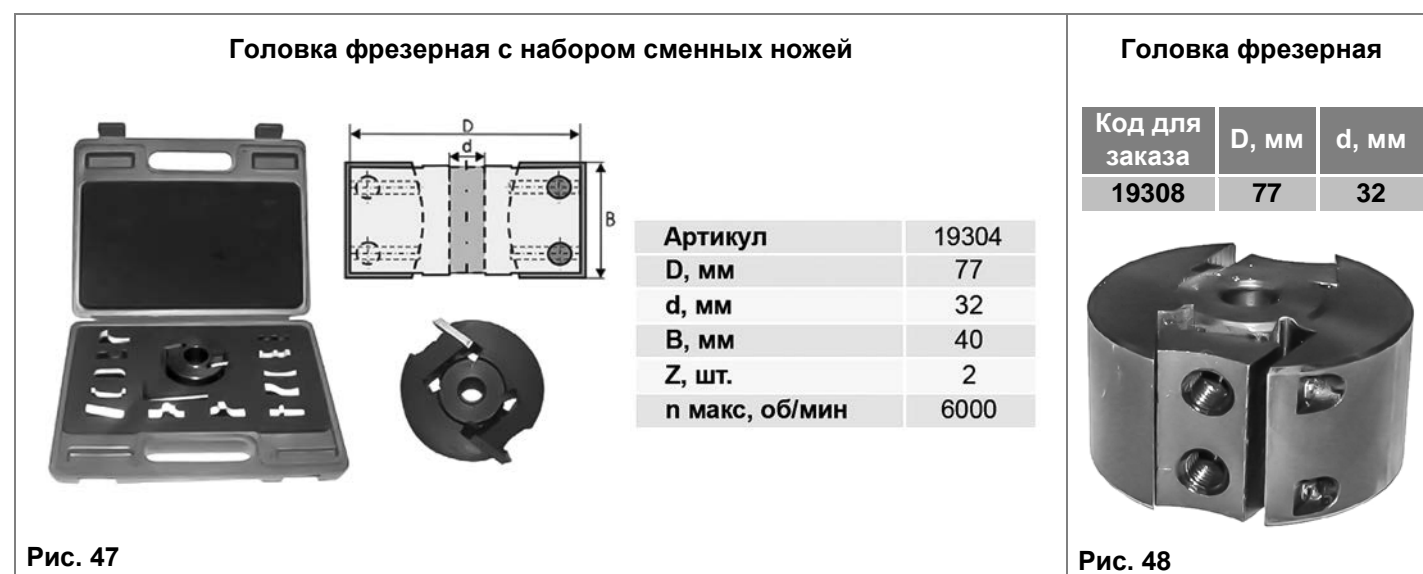 Головка фрезерная с набором сменных ножей
D
d
B
Артикул 19304
D, мм 77
d, мм 32
B, мм 40
Z, шт. 2
n макс, об/мин 6000
Рис. 47
Головка фрезерная
Код для заказа D, мм d, мм
19308 77 32
Рис. 48